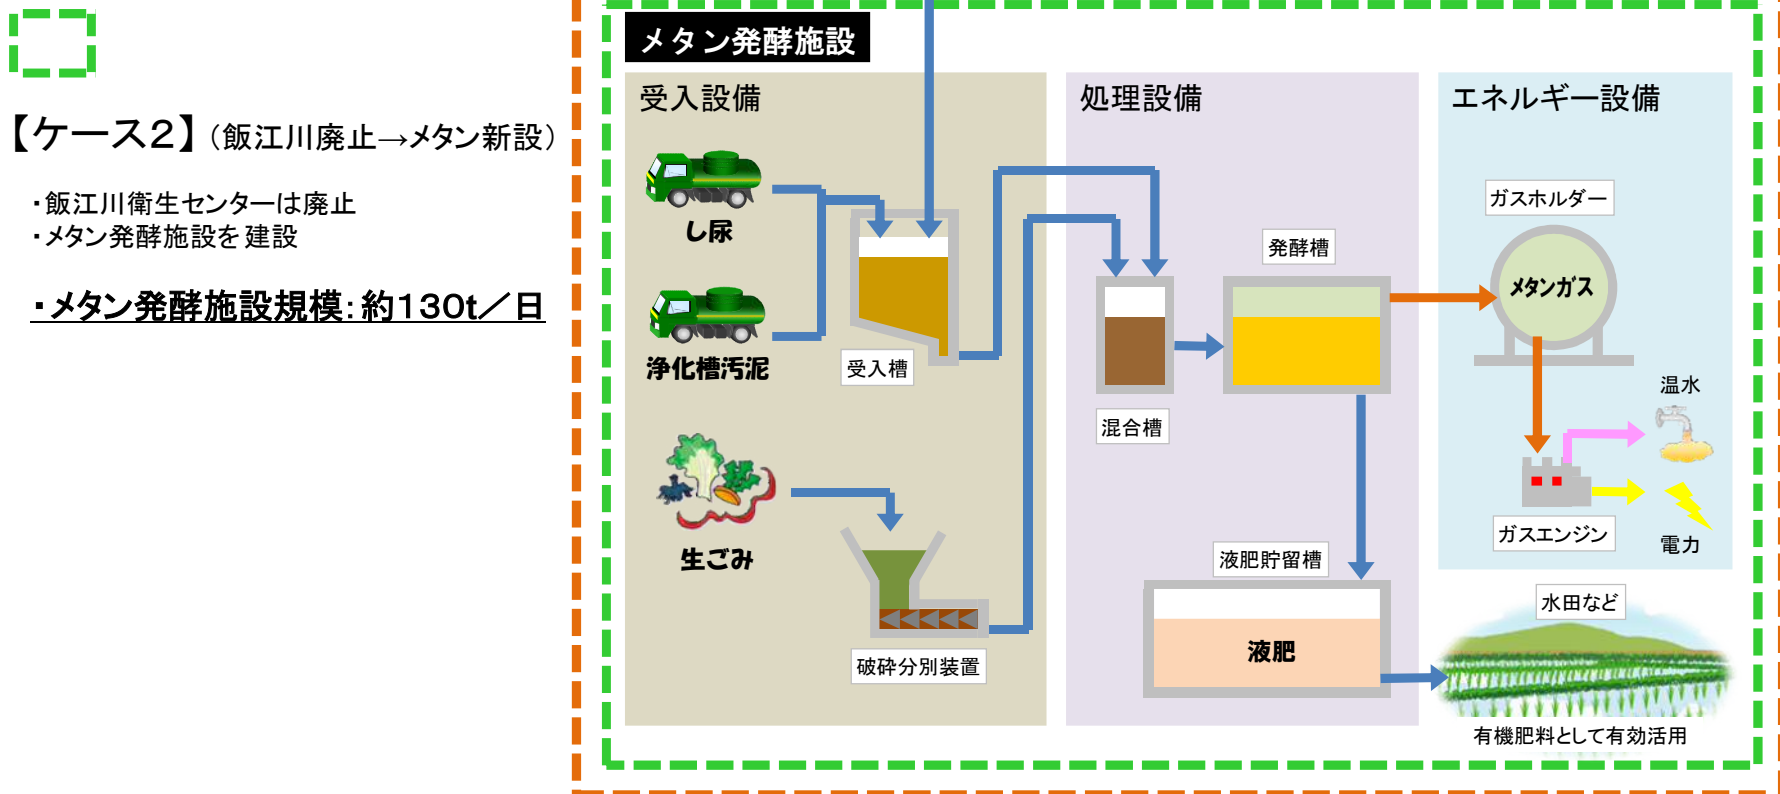 【ケース2】（飯江川廃止→メタン新設）
・飯江川衛生センターは廃止
・メタン発酵施設を建設
・メタン発酵施設規模：約130t／日
メタン発酵施設
受入設備
し尿
浄化槽汚泥
受入槽
生ごみ
破砕分別装置
処理設備
発酵槽
混合槽
液肥貯留槽
液肥
エネルギー設備
ガスホルダー
メタンガス
温水
ガスエンジン
電力
水田など
有機肥料として有効活用